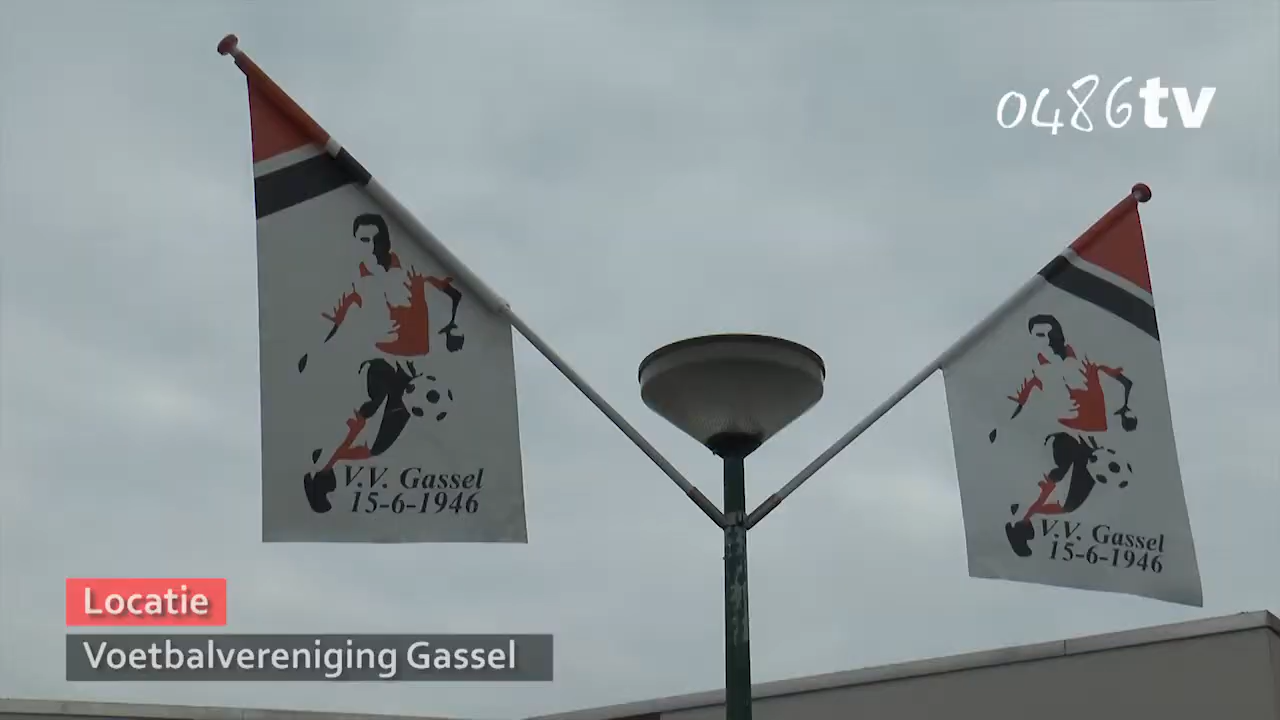 0486tv
V.V. Gassel
15-6-1946
V.V. Gassel
15-6-1946
Locatie
Voetbalvereniging Gassel